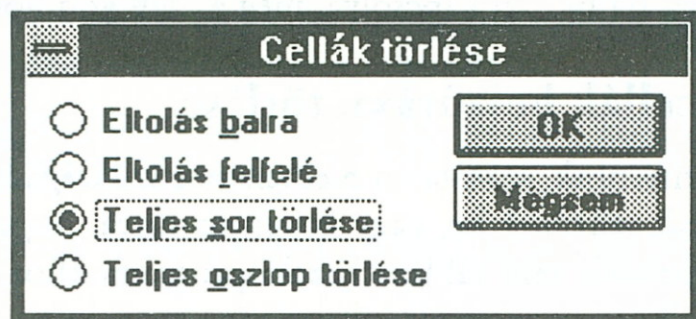 Cellák törlése
Eltolás balra
OK
Eltolás felfelé
Mégsem
Teljes sor törlése
Teljes oszlop törlése